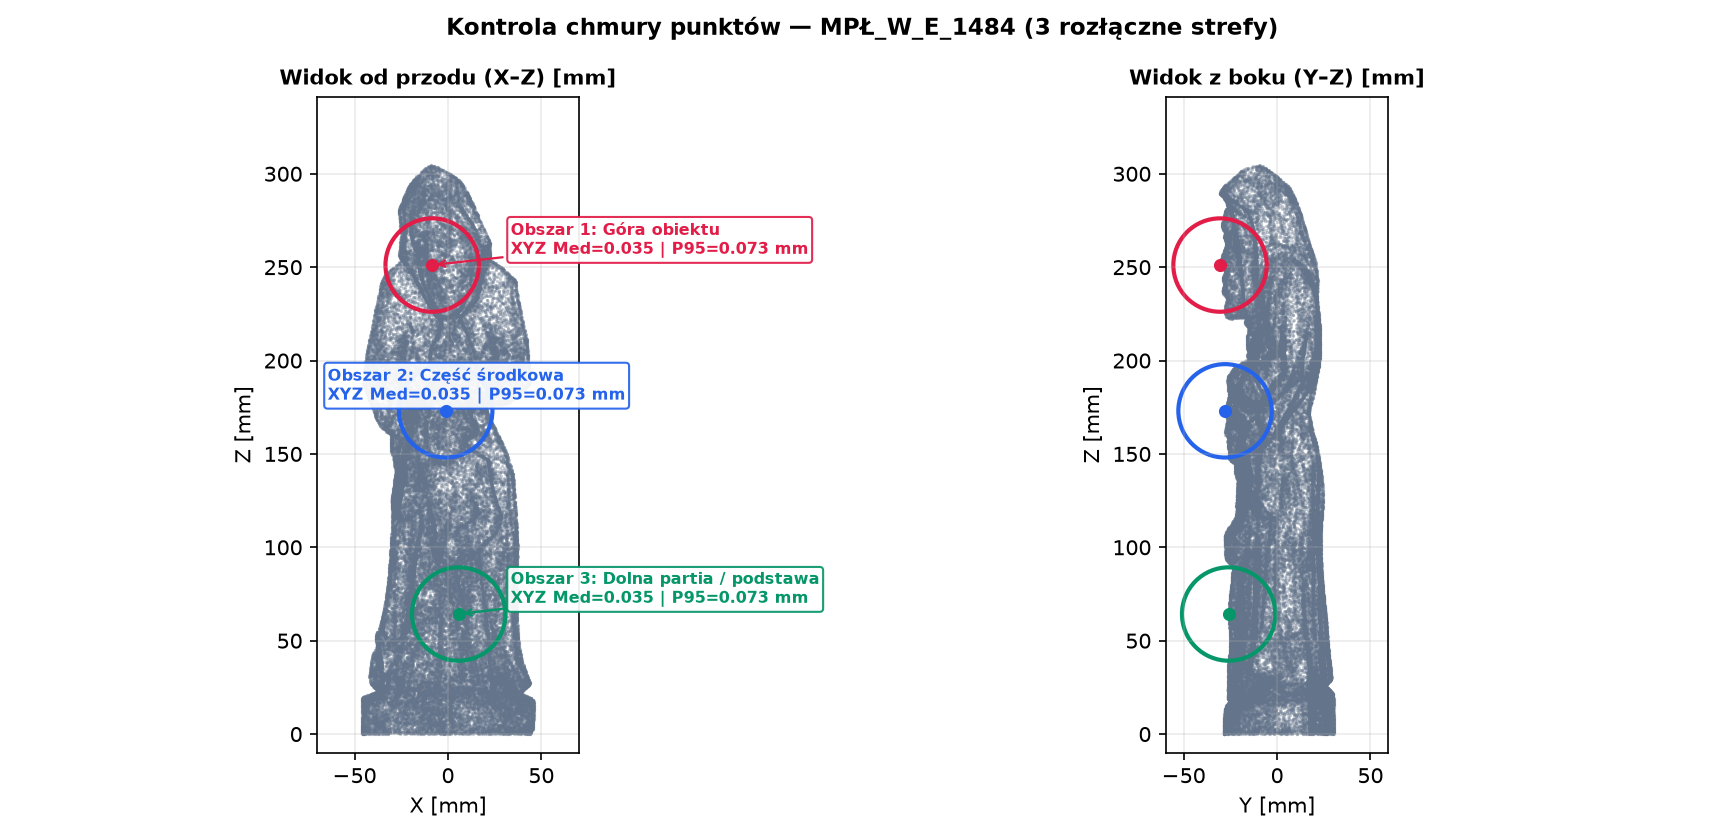 Kontrola chmury punktów — MPŁ_W_E_1484 (3 rozłączne strefy)
Widok od przodu (X–Z) [mm]
300
250
200
150
100
50
0
Z [mm]
−50 0 50
X [mm]
Obszar 1: Góra obiektu
XYZ Med=0.035 | P95=0.073 mm
Obszar 2: Część środkowa
XYZ Med=0.035 | P95=0.073 mm
Obszar 3: Dolna partia / podstawa
XYZ Med=0.035 | P95=0.073 mm
Widok z boku (Y–Z) [mm]
300
250
200
150
100
50
0
Z [mm]
−50 0 50
Y [mm]